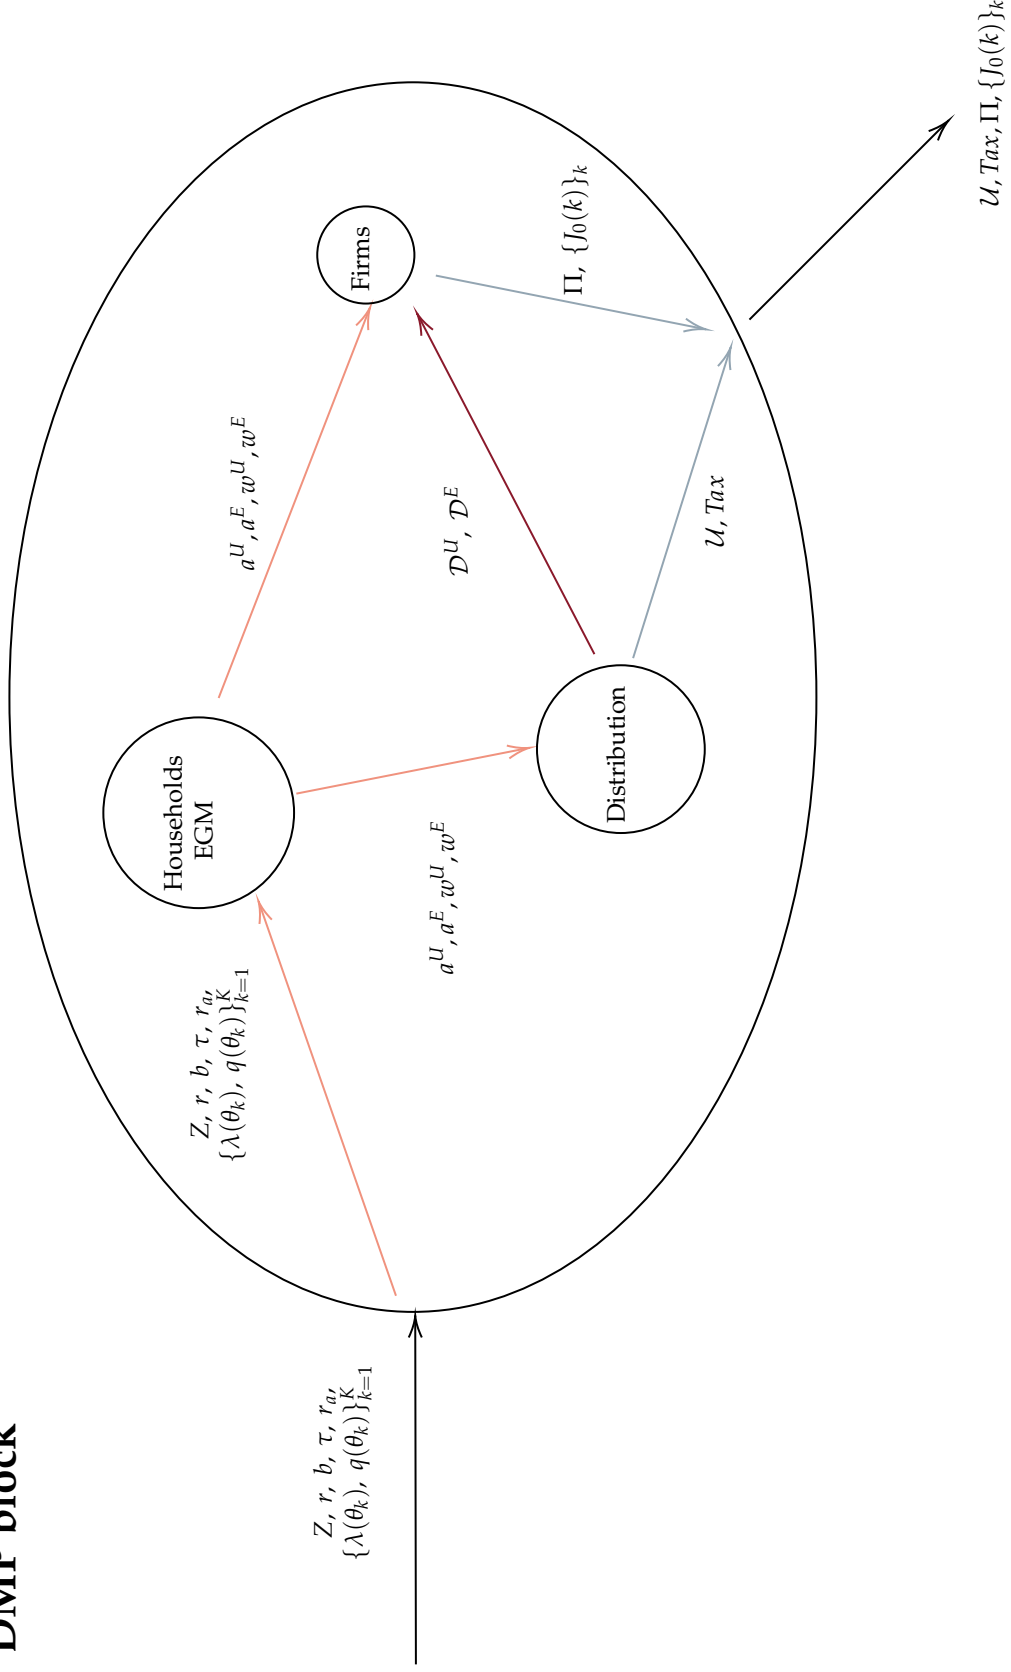 DMP block
Z, r, b, τ, r_a,
{λ(θ_k), q(θ_k)}_{k=1}^K
Z, r, b, τ, r_a,
{λ(θ_k), q(θ_k)}_{k=1}^K
Households
EGM
a^U, a^E, w^U, w^E
a^U, a^E, w^U, w^E
Distribution
𝒟^U, 𝒟^E
Firms
𝒰, Tax
Π, {J_0(k)}_k
𝒰, Tax, Π, {J_0(k)}_k